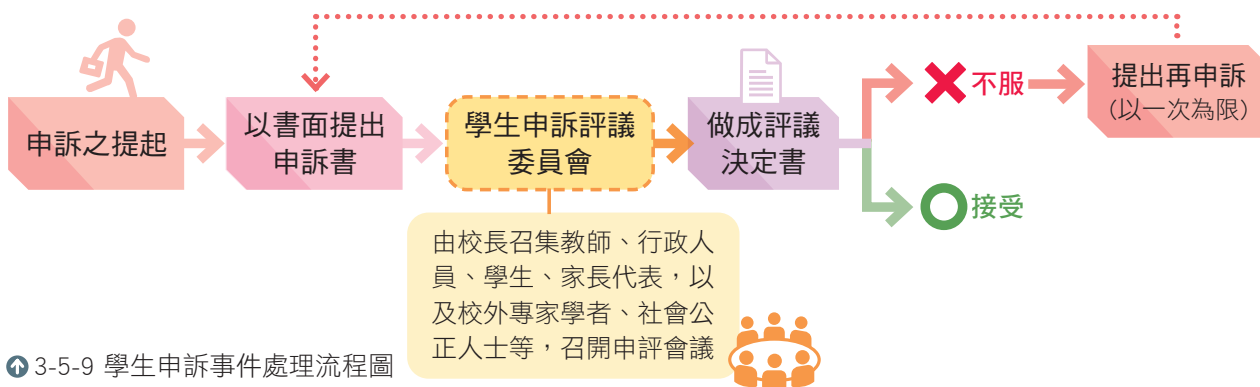 申訴之提起
以書面提出
申訴書
學生申訴評議
委員會
由校長召集教師、行政人
員、學生、家長代表，以
及校外專家學者、社會公
正人士等，召開申評會議
做成評議
決定書
不服
提出再申訴
（以一次為限）
接受
3-5-9 學生申訴事件處理流程圖